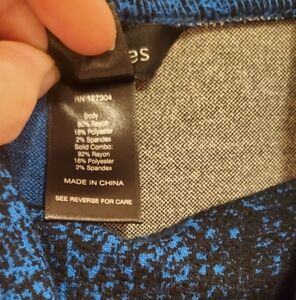 es
RN 127304
Body
80% Rayon
18% Polyester
2% Spandex
Solid Combo:
82% Rayon
16% Polyester
2% Spandex
MADE IN CHINA
SEE REVERSE FOR CARE